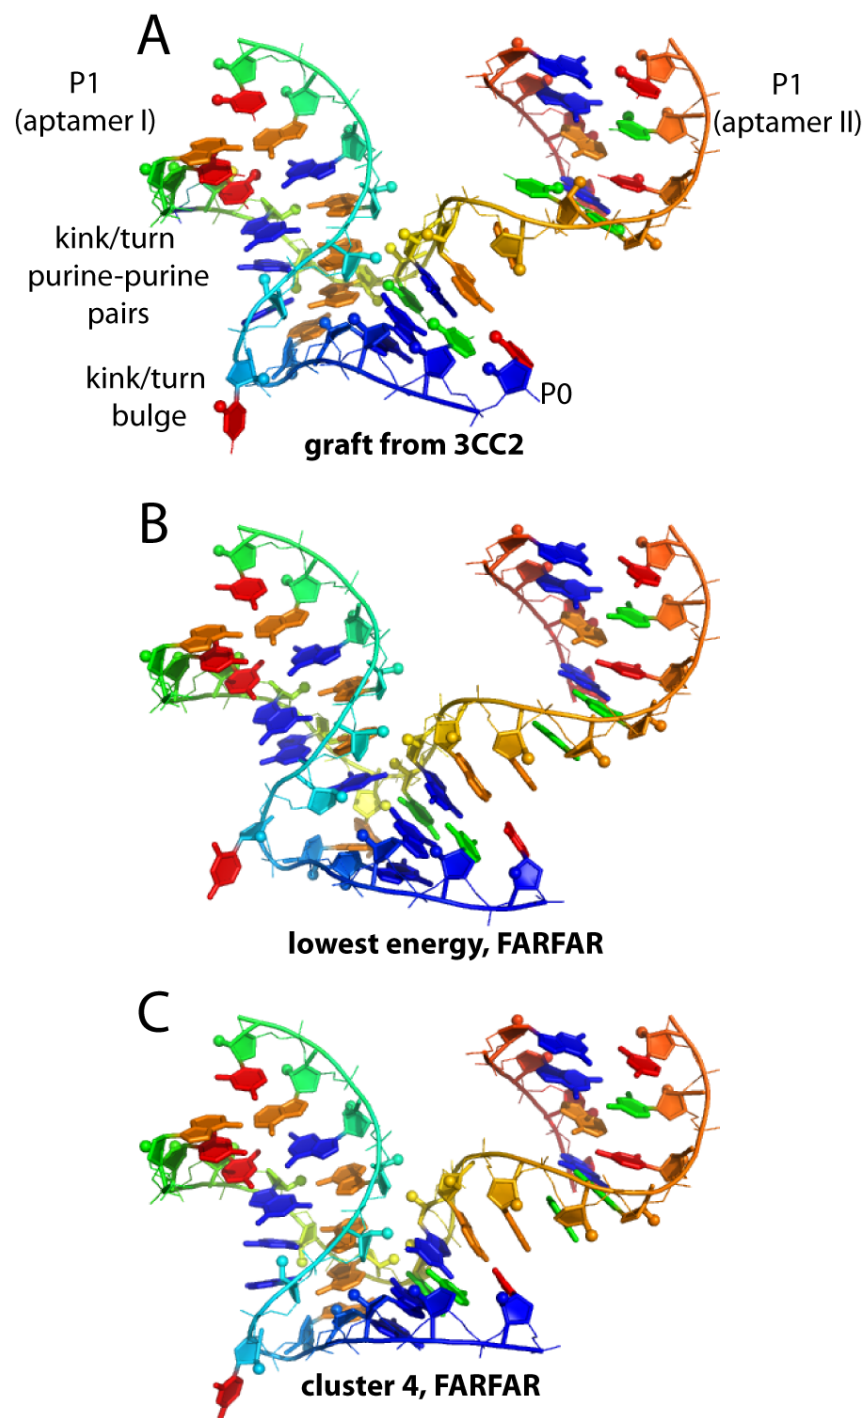 A
P1
(aptamer I)
P1
(aptamer II)
kink/turn
purine-purine
pairs
kink/turn
bulge
P0
graft from 3CC2
B
lowest energy, FARFAR
C
cluster 4, FARFAR